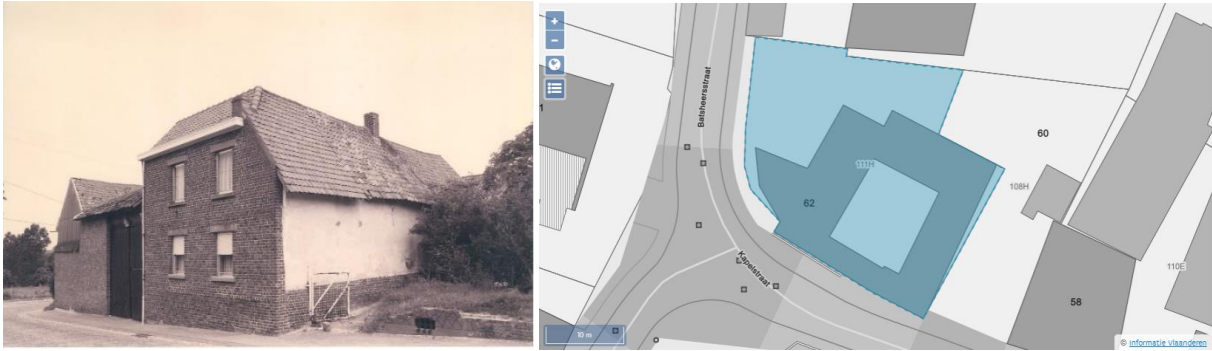 +
−
Batsheersstraat
60
111H
108H
62
Kapelstraat
110E
58
10 m
© Informatie Vlaanderen